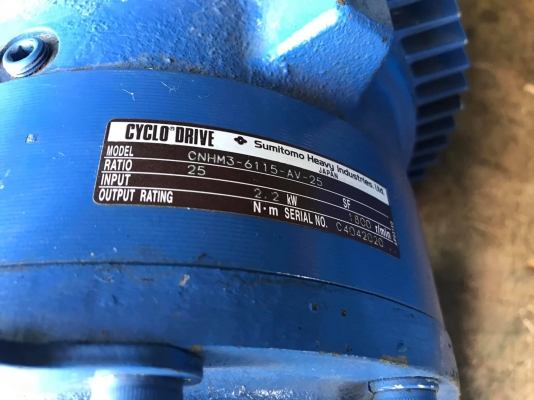 CYCLO® DRIVE Sumitomo Heavy Industries, Ltd.
JAPAN
MODEL CNHM3-6115-AV-25
RATIO 25 SF
INPUT 2.2 kW 1800 r/min
OUTPUT RATING N·m SERIAL NO. C4042020